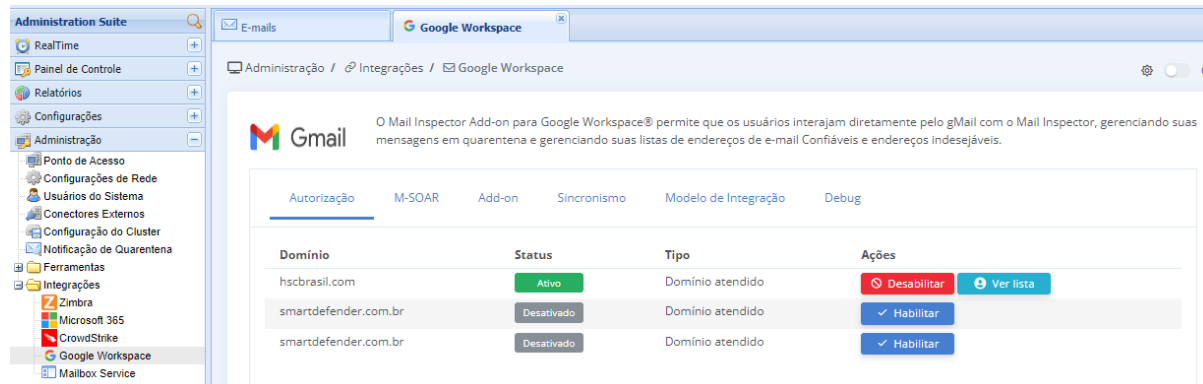 Administration Suite
RealTime
Painel de Controle
Relatórios
Configurações
Administração
Ponto de Acesso
Configurações de Rede
Usuários do Sistema
Conectores Externos
Configuração do Cluster
Notificação de Quarentena
Ferramentas
Integrações
Zimbra
Microsoft 365
CrowdStrike
Google Workspace
Mailbox Service
E-mails
Google Workspace
Administração / Integrações / Google Workspace
Gmail
O Mail Inspector Add-on para Google Workspace® permite que os usuários interajam diretamente pelo gMail com o Mail Inspector, gerenciando suas
mensagens em quarentena e gerenciando suas listas de endereços de e-mail Confiáveis e endereços indesejáveis.
Autorização M-SOAR Add-on Sincronismo Modelo de Integração Debug
Domínio Status Tipo Ações
hscbrasil.com Ativo Domínio atendido Desabilitar Ver lista
smartdefender.com.br Desativado Domínio atendido Habilitar
smartdefender.com.br Desativado Domínio atendido Habilitar